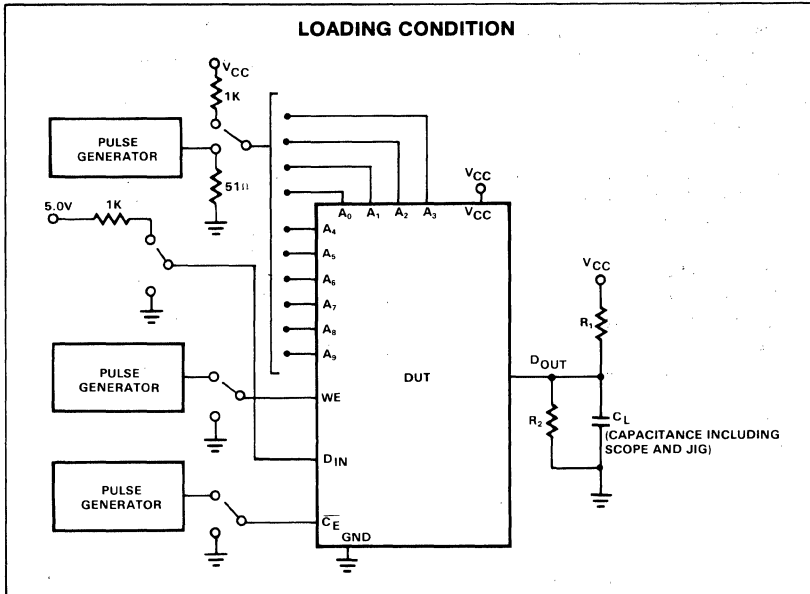 LOADING CONDITION
VCC
1K
PULSE
GENERATOR
51Ω
5.0V
1K
A0 A1 A2 A3
VCC
VCC
A4
A5
A6
A7
A8
A9
DUT
PULSE
GENERATOR
WE
DIN
PULSE
GENERATOR
CE
GND
VCC
R1
DOUT
R2
CL
(CAPACITANCE INCLUDING
SCOPE AND JIG)